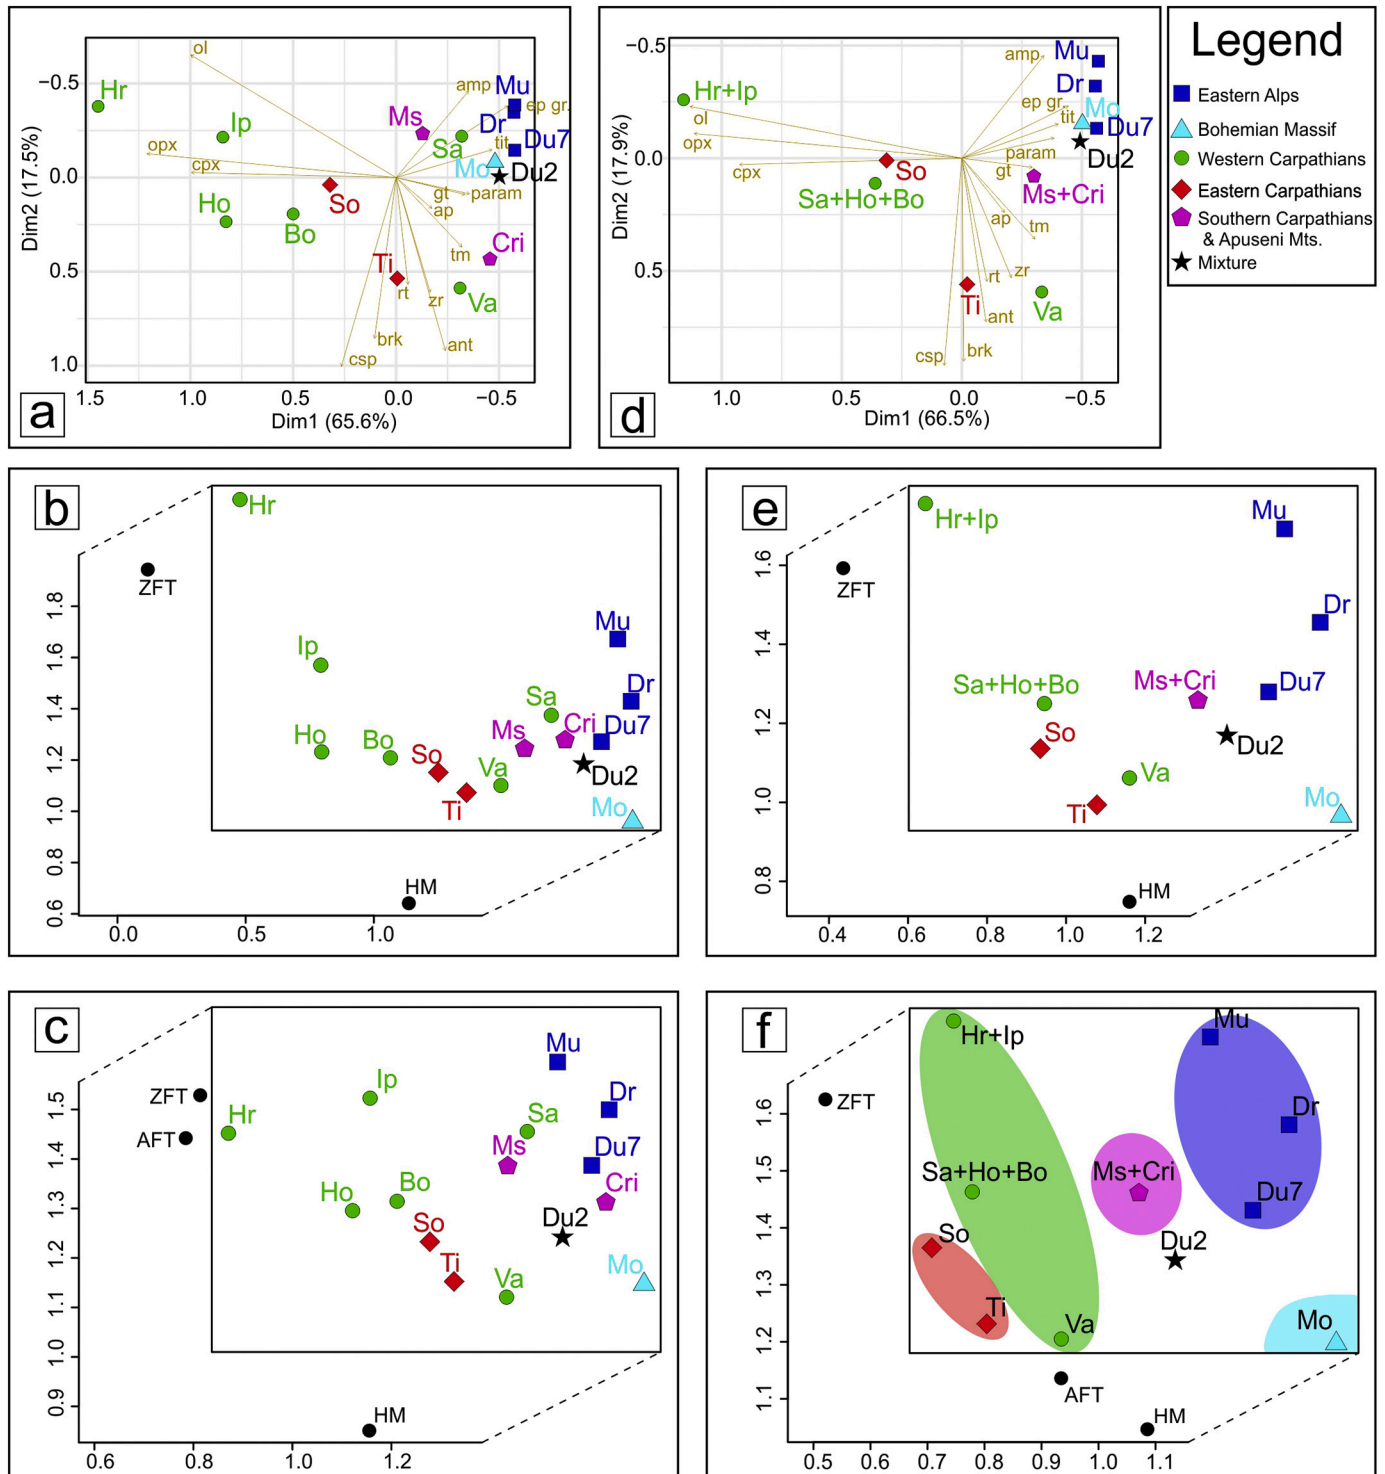 ol
−0.5
Hr
amp
Mu
ep gr.
Ms
Dr
Ip
Sa
tit
Du7
opx
cpx
Mo
Du2
0.0
gt
param
ap
Ho
So
Bo
tm
Cri
0.5
Ti
rt
zr
Va
brk
ant
csp
1.0
Dim2 (17.5%)
1.5
1.0
0.5
0.0
−0.5
Dim1 (65.6%)
a
−0.5
amp
Mu
Dr
Hr+Ip
ep gr.
Mo
ol
tit
Du7
opx
param
Du2
0.0
cpx
So
gt
Ms+Cri
Sa+Ho+Bo
ap
tm
0.5
rt
zr
Ti
Va
ant
csp
brk
Dim2 (17.9%)
1.0
0.5
0.0
−0.5
Dim1 (66.5%)
d
Legend
Eastern Alps
Bohemian Massif
Western Carpathians
Eastern Carpathians
Southern Carpathians
& Apuseni Mts.
Mixture
b
Hr
ZFT
Mu
Ip
Dr
Sa
Ho
Bo
Ms
Cri
Du7
So
Va
Du2
Ti
Mo
HM
1.8
1.6
1.4
1.2
1.0
0.8
0.6
0.0
0.5
1.0
e
Hr+Ip
Mu
ZFT
Dr
Sa+Ho+Bo
Ms+Cri
Du7
So
Du2
Va
Ti
Mo
HM
1.6
1.4
1.2
1.0
0.8
0.4
0.6
0.8
1.0
1.2
c
Mu
ZFT
Ip
Dr
Hr
Sa
AFT
Ms
Du7
Ho
Bo
Cri
So
Du2
Ti
Va
Mo
HM
1.5
1.4
1.3
1.2
1.1
1.0
0.9
0.6
0.8
1.0
1.2
f
Mu
Hr+Ip
ZFT
Dr
Sa+Ho+Bo
Ms+Cri
Du7
So
Du2
Ti
Va
Mo
AFT
HM
1.6
1.5
1.4
1.3
1.2
1.1
0.5
0.6
0.7
0.8
0.9
1.0
1.1